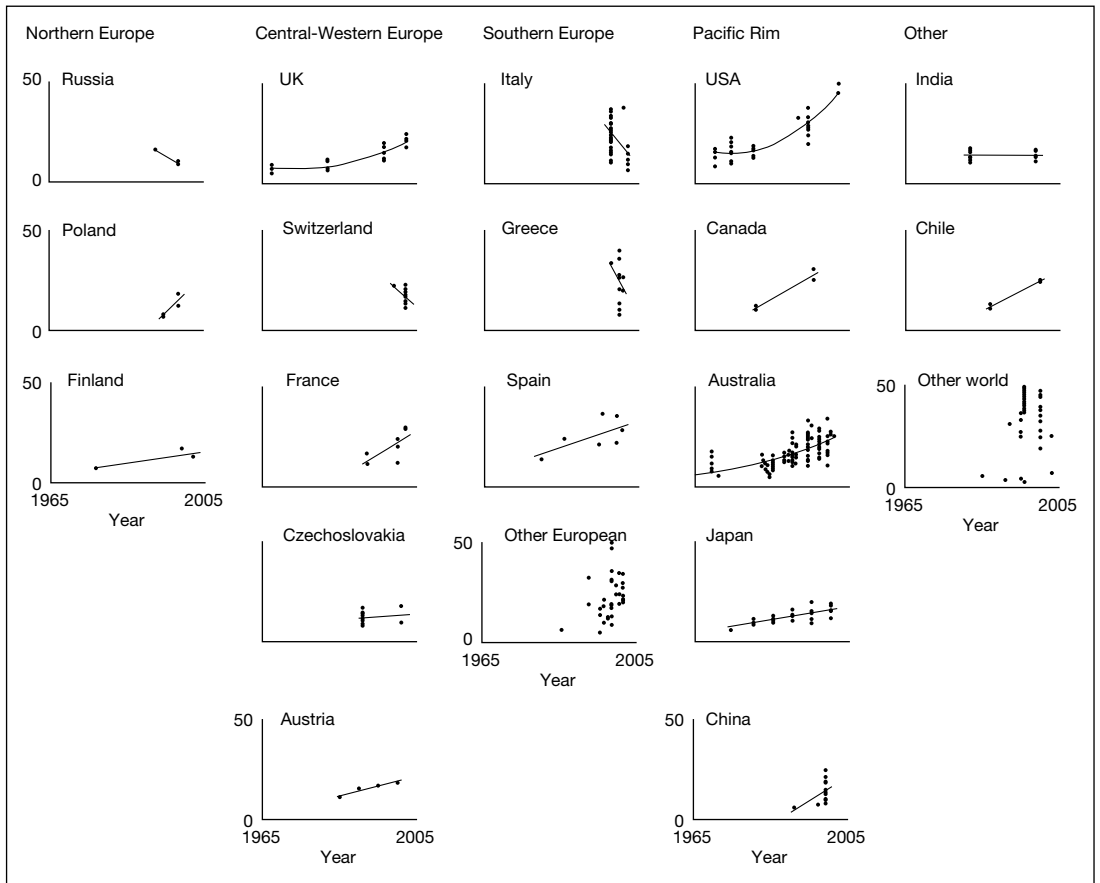 Northern Europe Central-Western Europe Southern Europe Pacific Rim Other
50 Russia UK Italy USA India
0
50 Poland Switzerland Greece Canada Chile
0
50 Finland France Spain Australia 50 Other world
0 0
1965 2005 1965 2005
Year Year
Czechoslovakia 50 Other European Japan
0
1965 2005
Year
50 Austria 50 China
0 0
1965 2005 1965 2005
Year Year